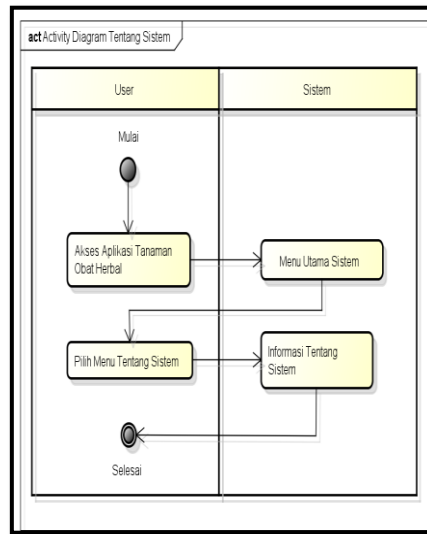 act Activity Diagram Tentang Sistem
User
Sistem
Mulai
Akses Aplikasi Tanaman
Obat Herbal
Menu Utama Sistem
Pilih Menu Tentang Sistem
Informasi Tentang
Sistem
Selesai